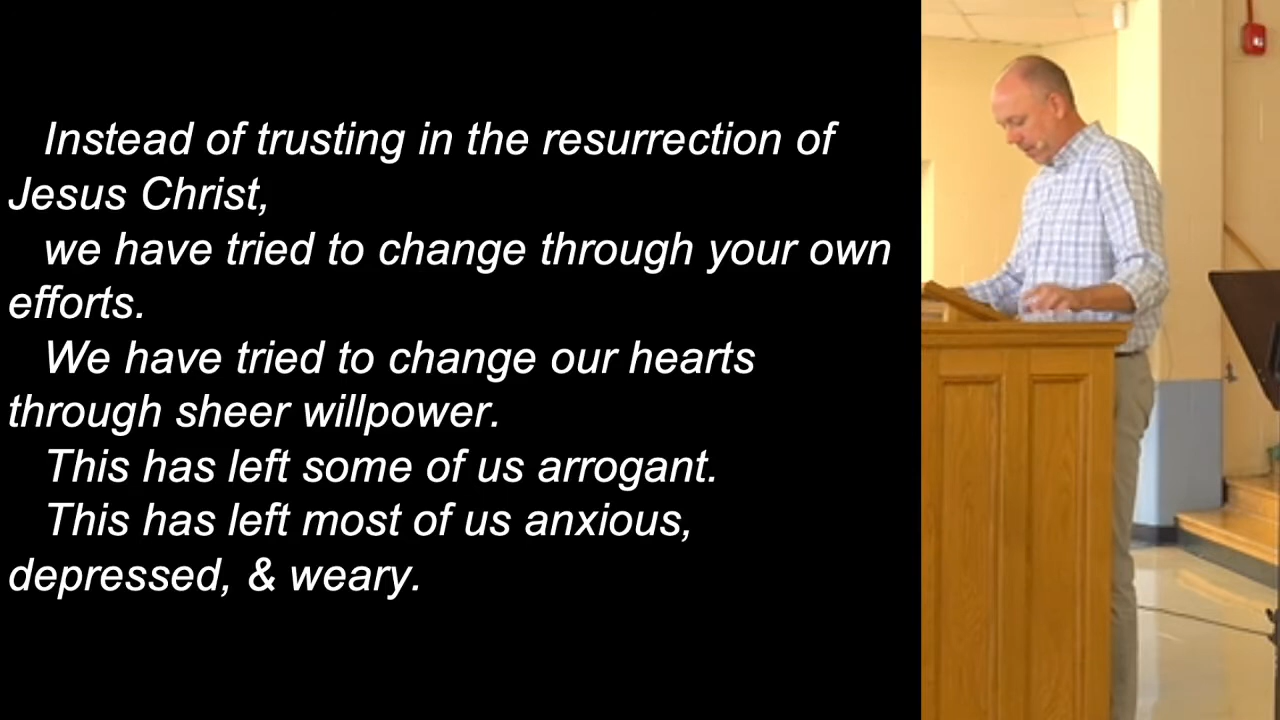 Instead of trusting in the resurrection of
Jesus Christ,
we have tried to change through your own
efforts.
We have tried to change our hearts
through sheer willpower.
This has left some of us arrogant.
This has left most of us anxious,
depressed, & weary.